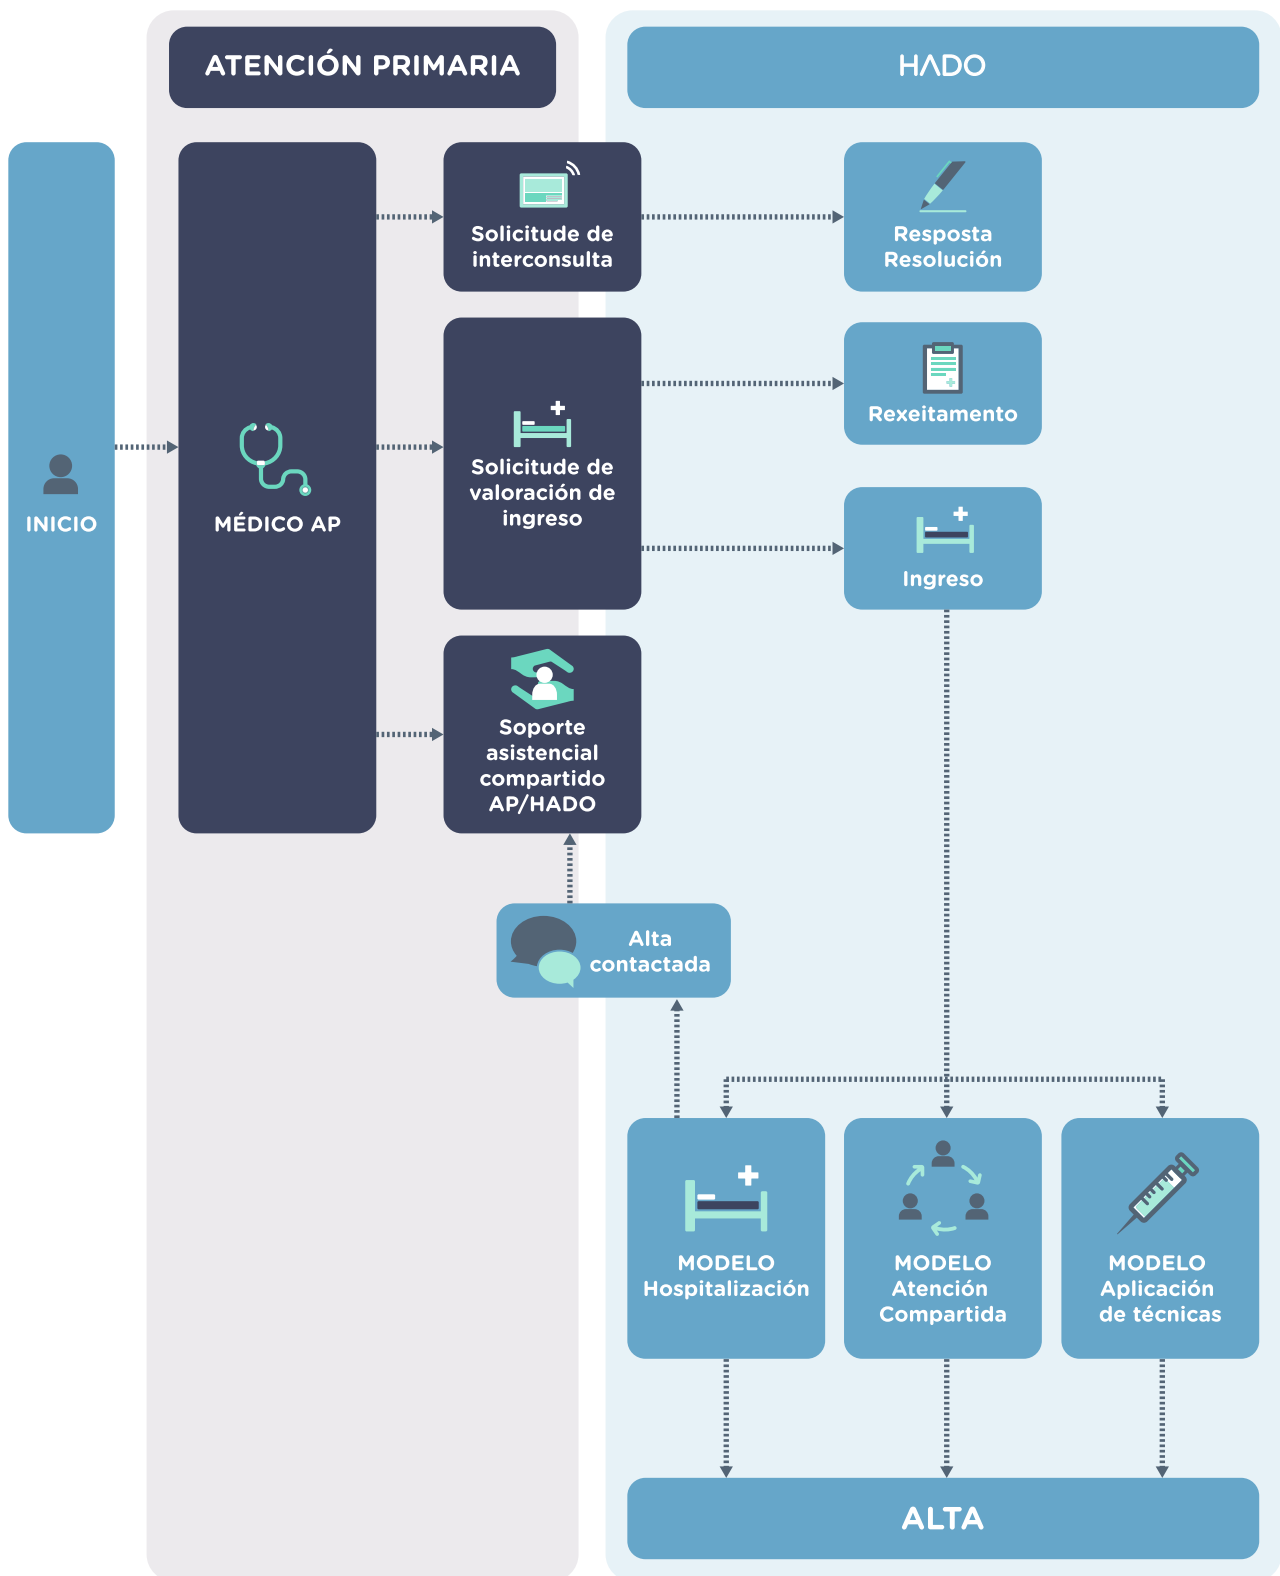 ATENCIÓN PRIMARIA
HADO
INICIO
MÉDICO AP
Solicitude de
interconsulta
Resposta
Resolución
Solicitude de
valoración de
ingreso
Rexeitamento
Ingreso
Soporte
asistencial
compartido
AP/HADO
Alta
contactada
MODELO
Hospitalización
MODELO
Atención
Compartida
MODELO
Aplicación
de técnicas
ALTA